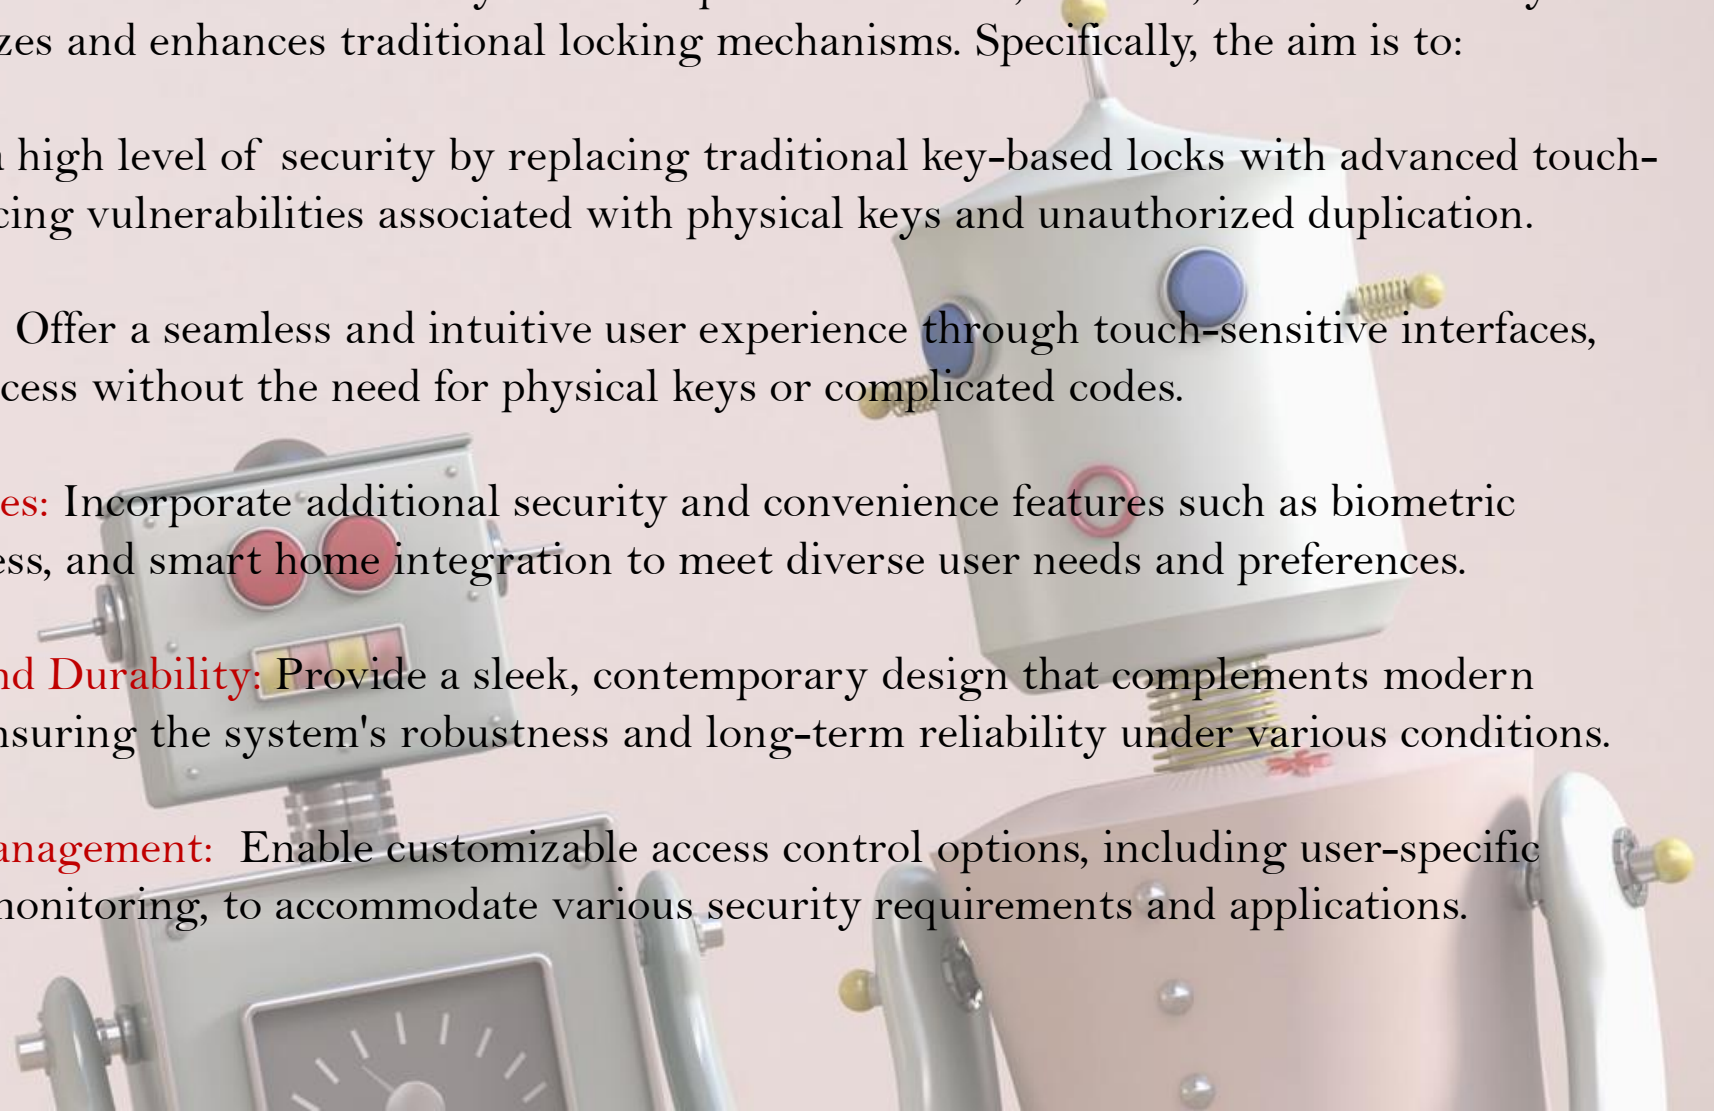 zes and enhances traditional locking mechanisms. Specifically, the aim is to:
high level of security by replacing traditional key-based locks with advanced touch-
cing vulnerabilities associated with physical keys and unauthorized duplication.
Offer a seamless and intuitive user experience through touch-sensitive interfaces,
cess without the need for physical keys or complicated codes.
es: Incorporate additional security and convenience features such as biometric
ess, and smart home integration to meet diverse user needs and preferences.
nd Durability: Provide a sleek, contemporary design that complements modern
nsuring the system's robustness and long-term reliability under various conditions.
anagement: Enable customizable access control options, including user-specific
monitoring, to accommodate various security requirements and applications.